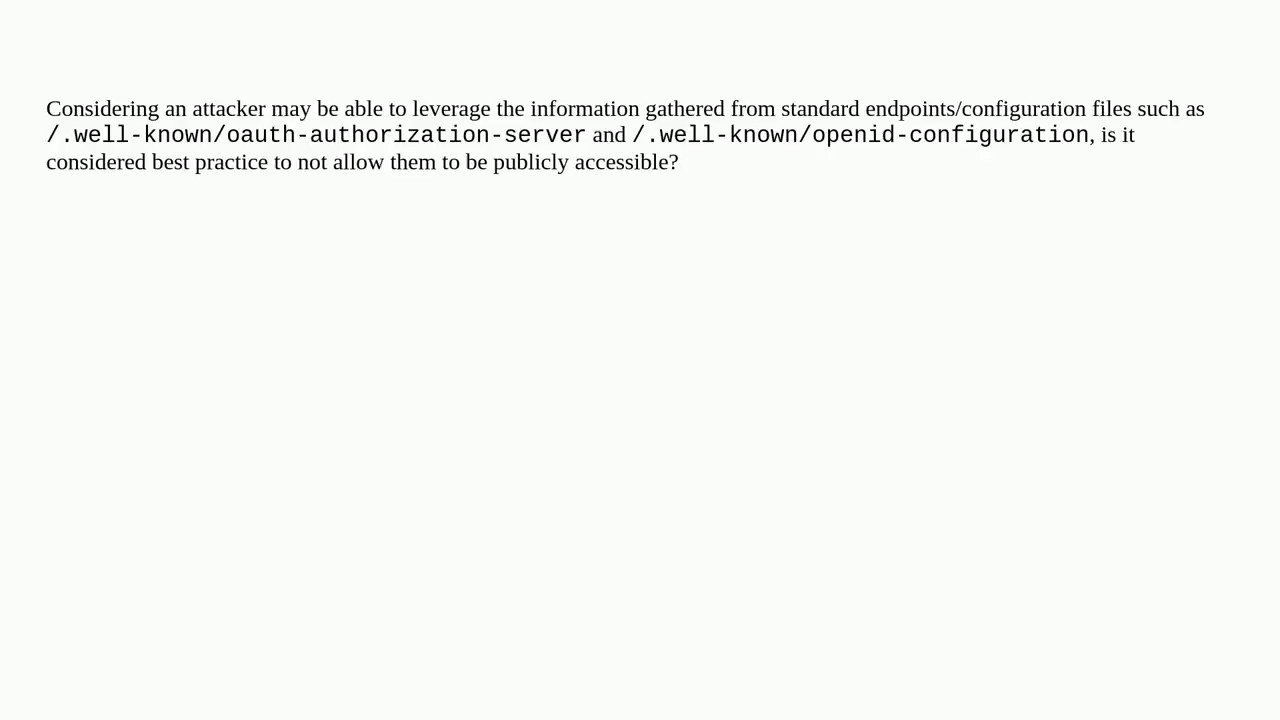 Considering an attacker may be able to leverage the information gathered from standard endpoints/configuration files such as
/.well-known/oauth-authorization-server and /.well-known/openid-configuration, is it
considered best practice to not allow them to be publicly accessible?